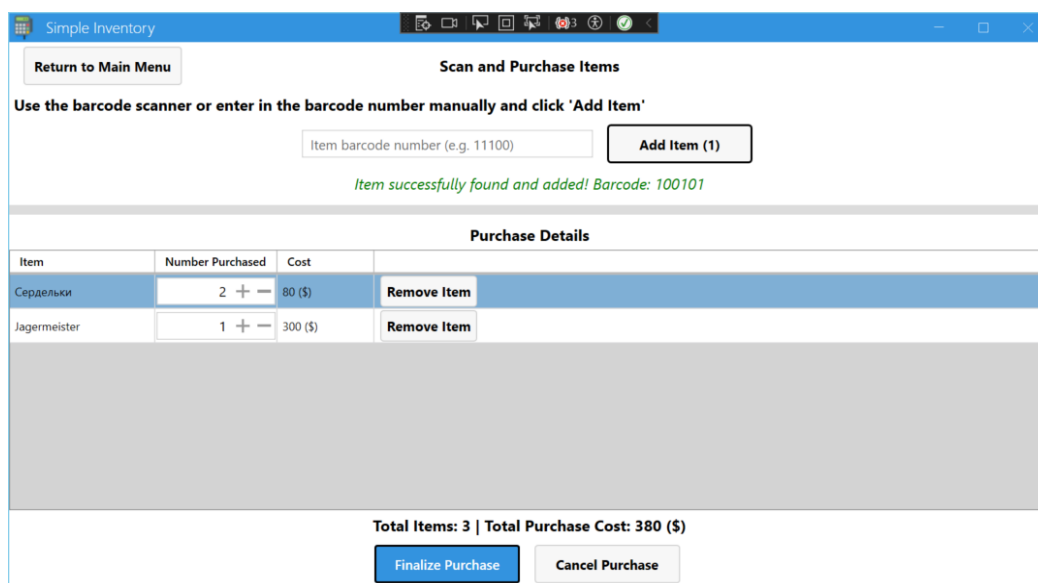 Simple Inventory
3
Return to Main Menu
Scan and Purchase Items
Use the barcode scanner or enter in the barcode number manually and click 'Add Item'
Item barcode number (e.g. 11100)
Add Item (1)
Item successfully found and added! Barcode: 100101
Purchase Details
Item Number Purchased Cost
Сердельки 2 80 ($) Remove Item
Jagermeister 1 300 ($) Remove Item
Total Items: 3 | Total Purchase Cost: 380 ($)
Finalize Purchase Cancel Purchase